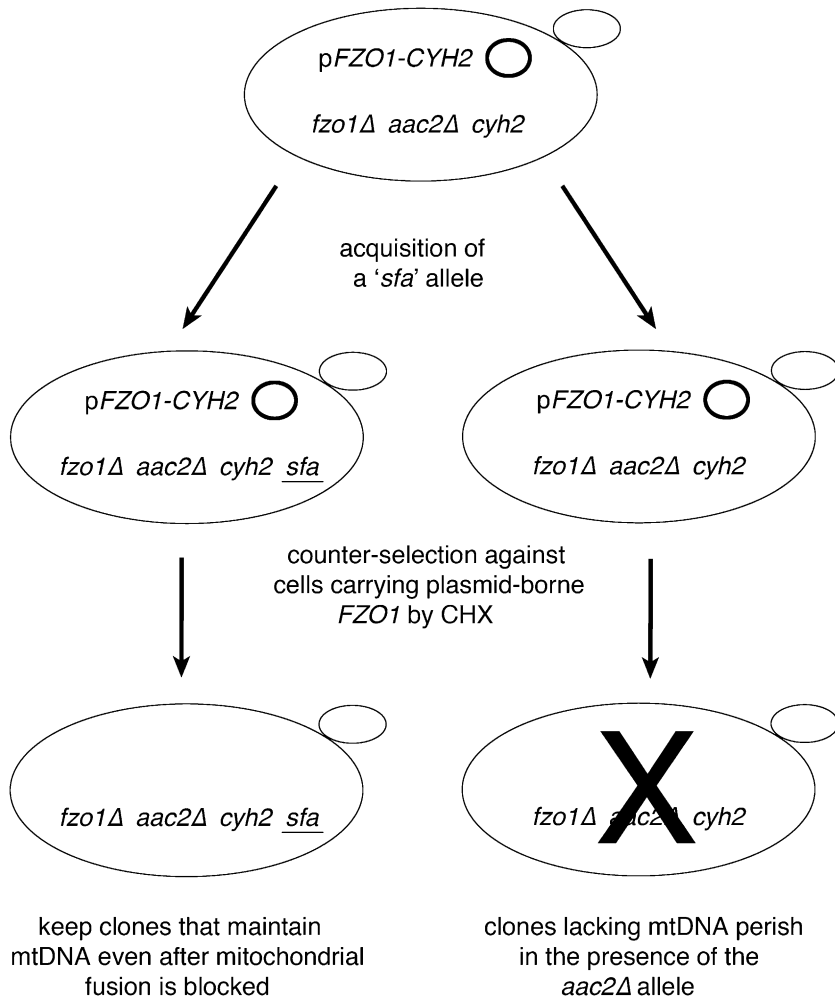 pFZO1-CYH2
fzo1Δ aac2Δ cyh2
acquisition of
a ‘sfa’ allele
pFZO1-CYH2
fzo1Δ aac2Δ cyh2 sfa
pFZO1-CYH2
fzo1Δ aac2Δ cyh2
counter-selection against
cells carrying plasmid-borne
FZO1 by CHX
fzo1Δ aac2Δ cyh2 sfa
fzo1Δ aac2Δ cyh2
keep clones that maintain
mtDNA even after mitochondrial
fusion is blocked
clones lacking mtDNA perish
in the presence of the
aac2Δ allele